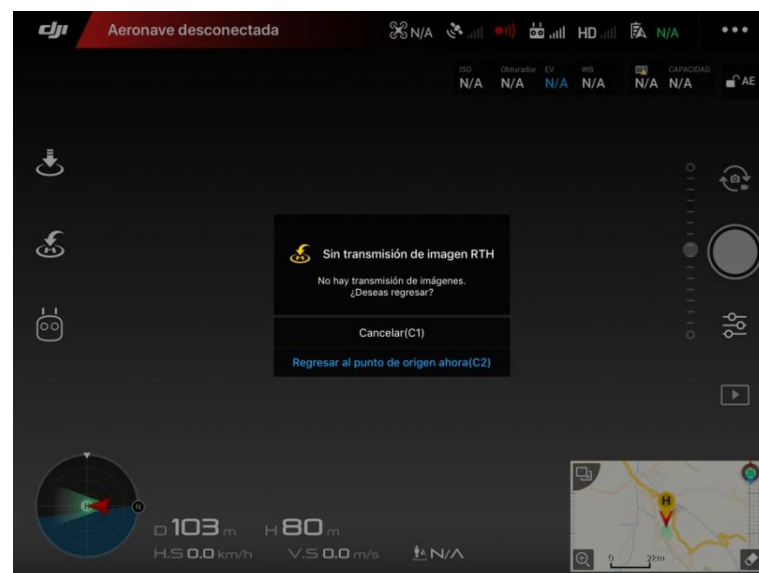 dji
Aeronave desconectada
N/A
HD
N/A
ISO
N/A
Obturador
N/A
EV
N/A
WB
N/A
N/A
CAPACIDAD
N/A
AE
Sin transmisión de imagen RTH
No hay transmisión de imágenes.
¿Deseas regresar?
Cancelar(C1)
Regresar al punto de origen ahora(C2)
N
D 103 m H 80 m
H.S 0.0 km/h V.S 0.0 m/s N/A
H
0 2km